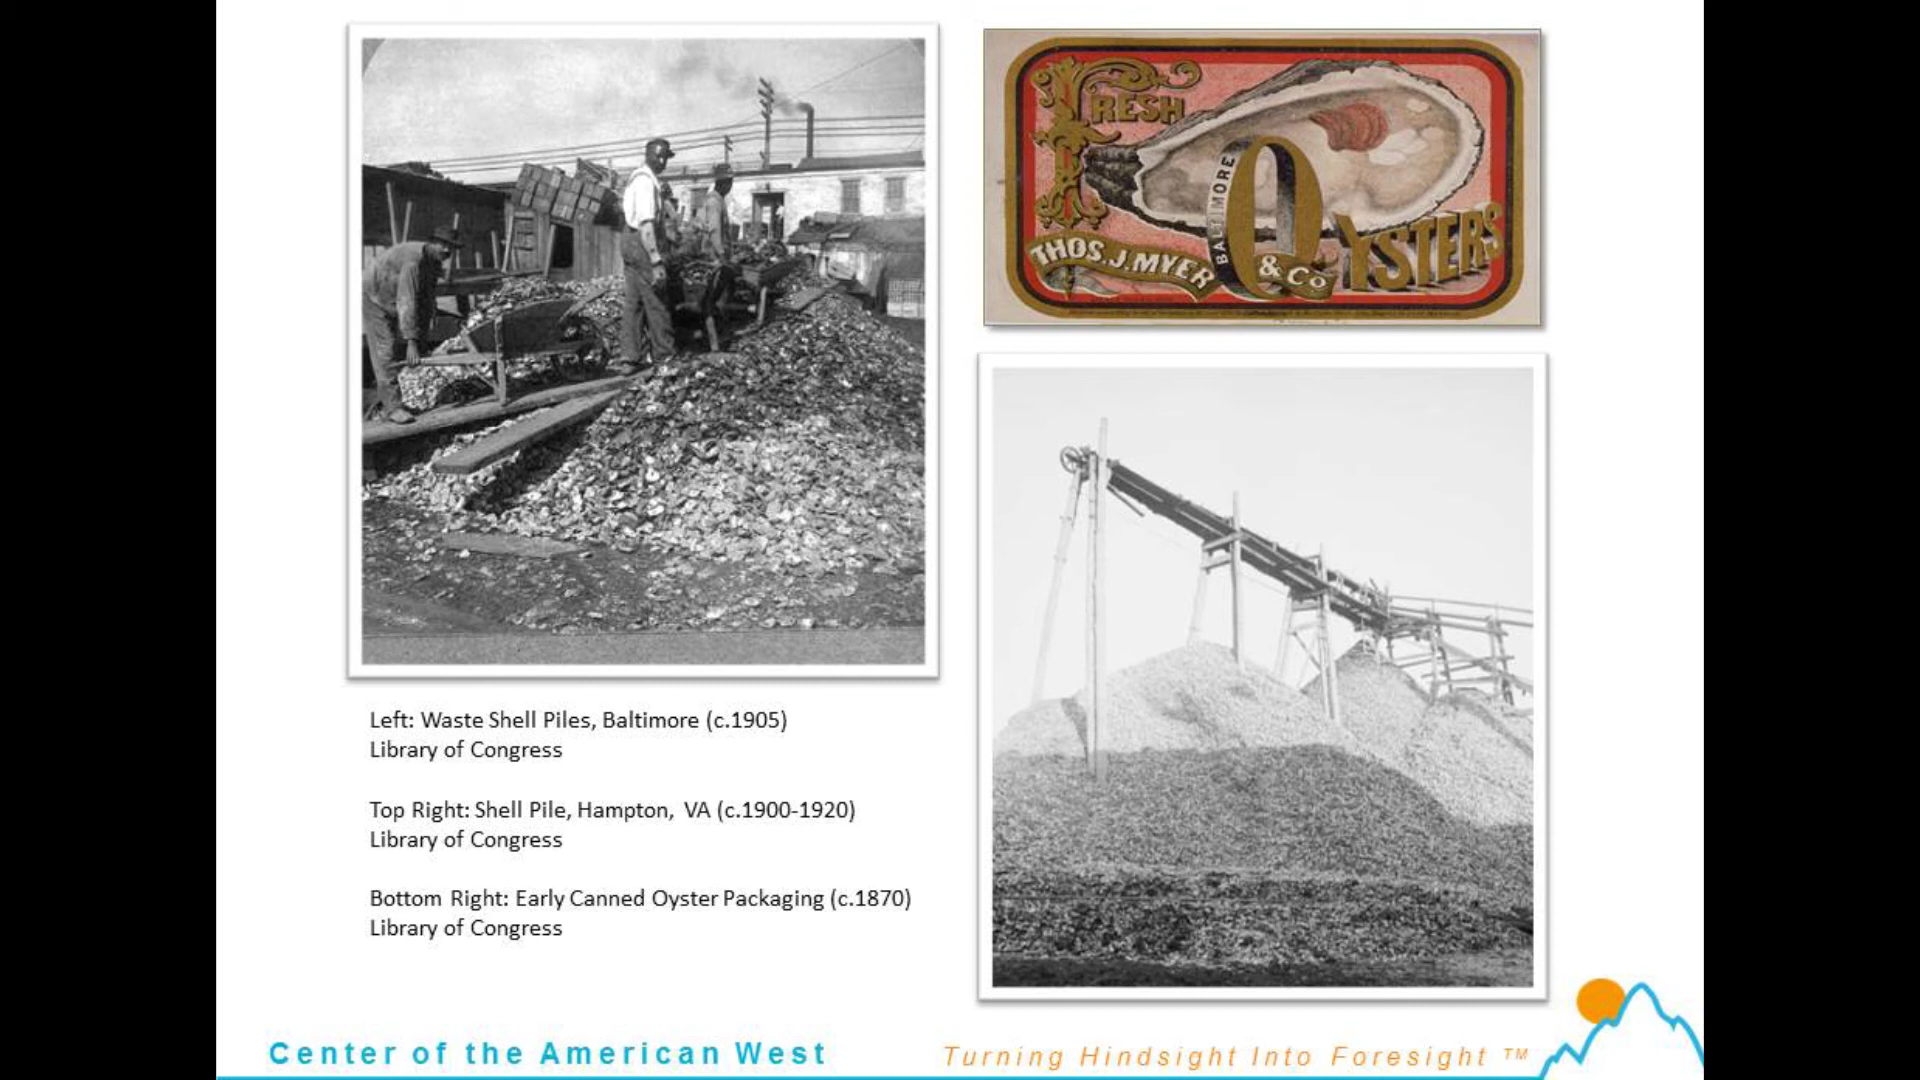 FRESH
BALTIMORE
OYSTERS
THOS.J.MYER & CO
Left: Waste Shell Piles, Baltimore (c.1905)
Library of Congress
Top Right: Shell Pile, Hampton, VA (c.1900-1920)
Library of Congress
Bottom Right: Early Canned Oyster Packaging (c.1870)
Library of Congress
Center of the American West
Turning Hindsight Into Foresight ™